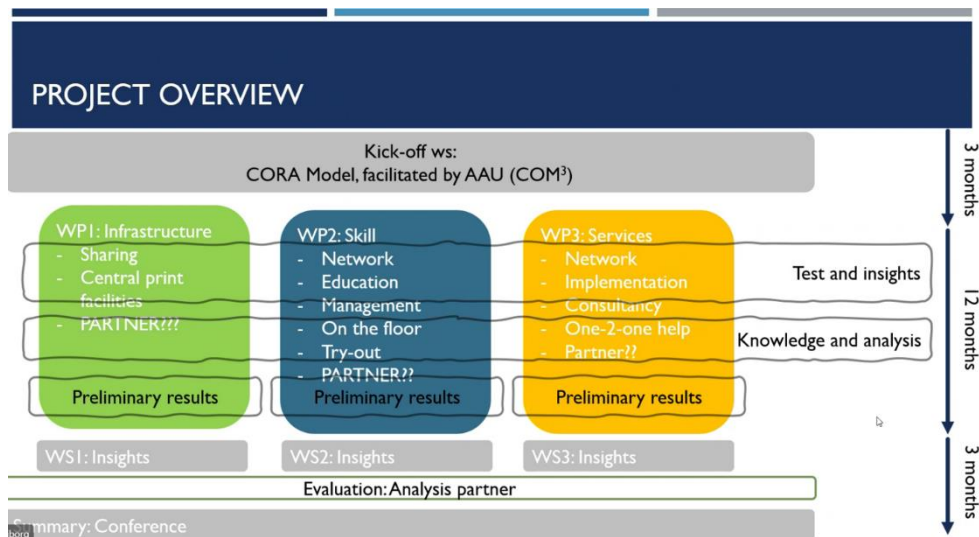 PROJECT OVERVIEW
Kick-off ws:
CORA Model, facilitated by AAU (COM³)
3 months
WP1: Infrastructure
- Sharing
- Central print
facilities
- PARTNER???
WP2: Skill
- Network
- Education
- Management
- On the floor
- Try-out
- PARTNER??
WP3: Services
- Network
- Implementation
- Consultancy
- One-2-one help
- Partner??
Test and insights
Knowledge and analysis
12 months
Preliminary results
Preliminary results
Preliminary results
WS1: Insights
WS2: Insights
WS3: Insights
Evaluation: Analysis partner
3 months
Summary: Conference
borg